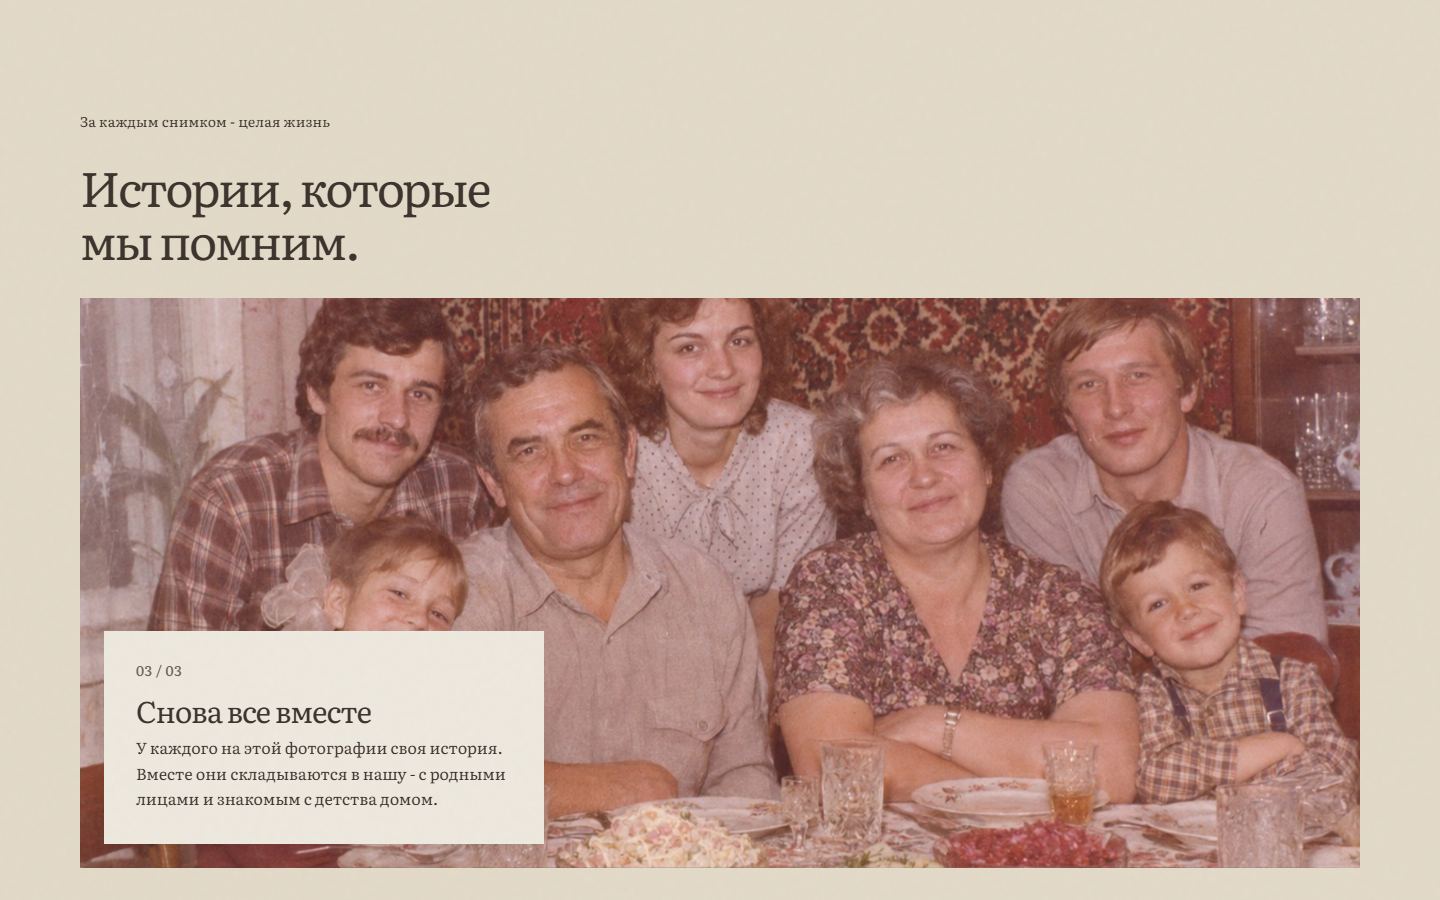 За каждым снимком - целая жизнь
Истории, которые
мы помним.
03 / 03
Снова все вместе
У каждого на этой фотографии своя история.
Вместе они складываются в нашу - с родными
лицами и знакомым с детства домом.